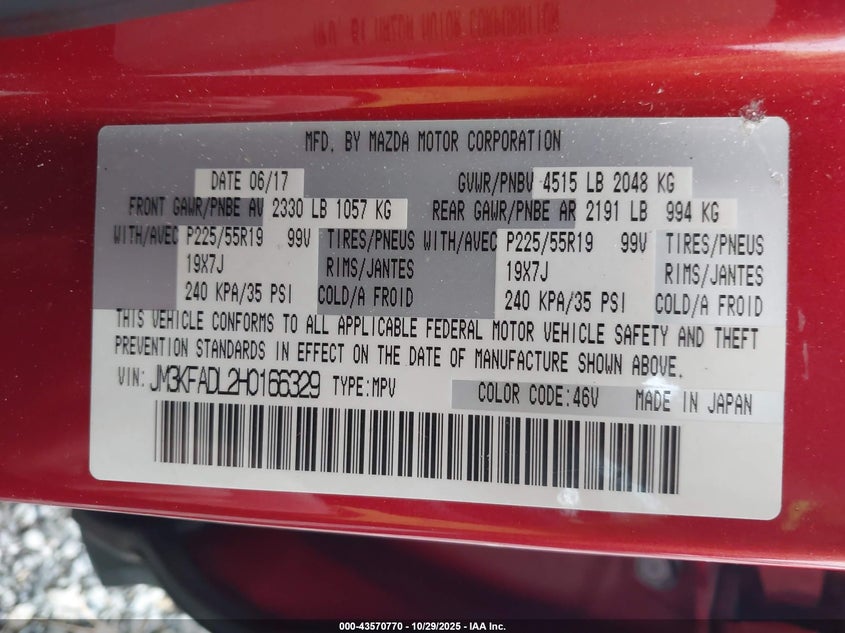 MFD. BY MAZDA MOTOR CORPORATION
DATE 06/17 GVWR/PNBV 4515 LB 2048 KG
FRONT GAWR/PNBE AV 2330 LB 1057 KG REAR GAWR/PNBE AR 2191 LB 994 KG
WITH/AVEC P225/55R19 99V TIRES/PNEUS WITH/AVEC P225/55R19 99V TIRES/PNEUS
19X7J RIMS/JANTES 19X7J RIMS/JANTES
240 KPA/35 PSI COLD/A FROID 240 KPA/35 PSI COLD/A FROID
THIS VEHICLE CONFORMS TO ALL APPLICABLE FEDERAL MOTOR VEHICLE SAFETY AND THEFT
PREVENTION STANDARDS IN EFFECT ON THE DATE OF MANUFACTURE SHOWN ABOVE.
VIN: JM3KFADL2H0166329 TYPE:MPV COLOR CODE:46V MADE IN JAPAN
000-43570770 - 10/29/2025 - IAA Inc.